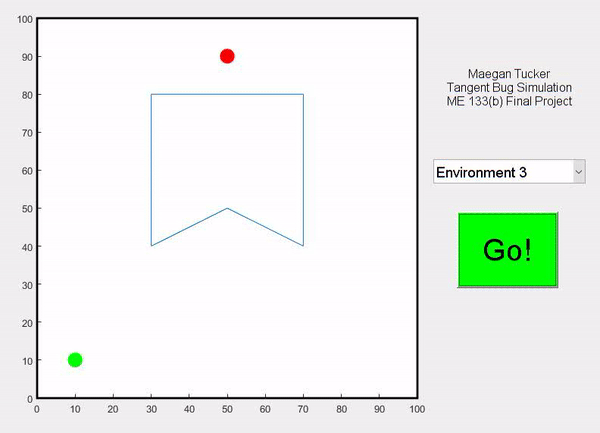 100
90
80
70
60
50
40
30
20
10
0
0 10 20 30 40 50 60 70 80 90 100
Maegan Tucker
Tangent Bug Simulation
ME 133(b) Final Project
Environment 3
Go!